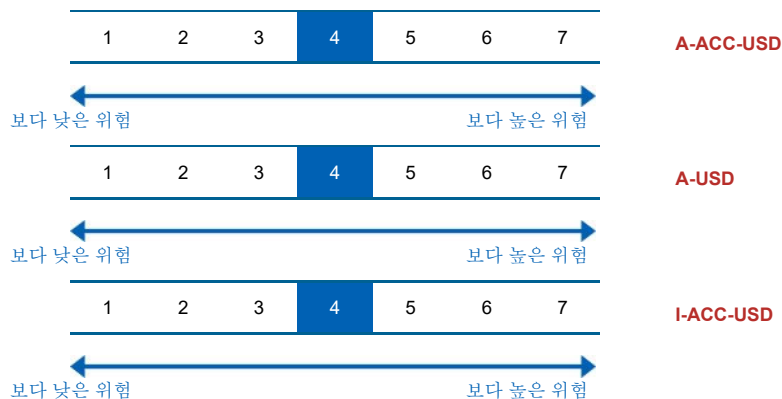 1 2 3 4 5 6 7 A-ACC-USD
보다 낮은 위험 보다 높은 위험
1 2 3 4 5 6 7 A-USD
보다 낮은 위험 보다 높은 위험
1 2 3 4 5 6 7 I-ACC-USD
보다 낮은 위험 보다 높은 위험